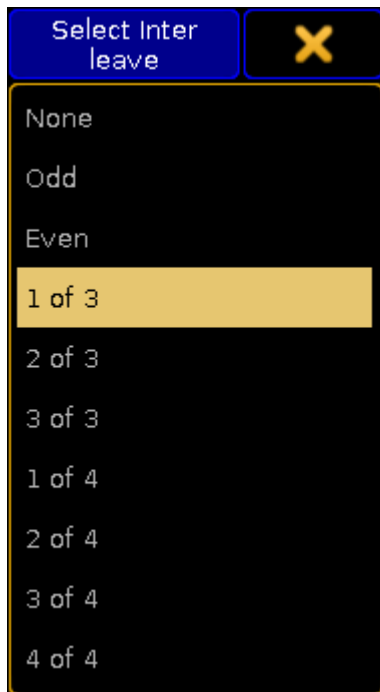 Select Inter
leave
None
Odd
Even
1 of 3
2 of 3
3 of 3
1 of 4
2 of 4
3 of 4
4 of 4